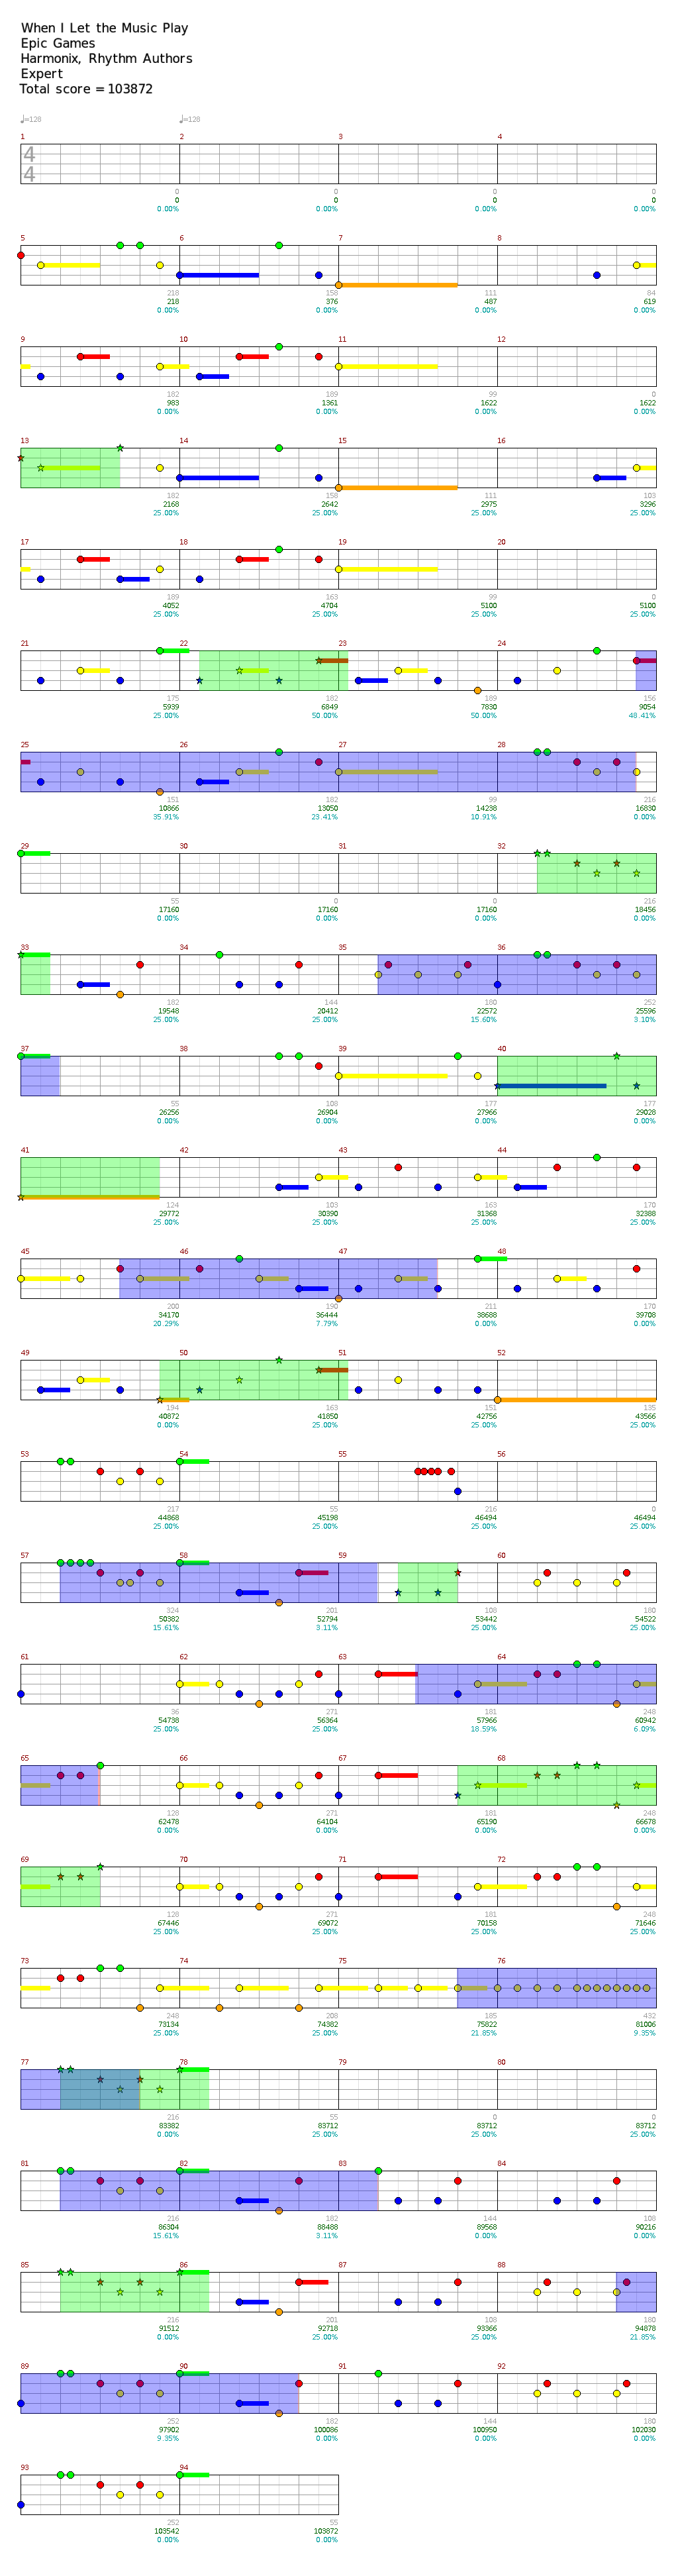 When I Let the Music Play
Epic Games
Harmonix, Rhythm Authors
Expert
Total score = 103872
♩=128 ♩=128
1 2 3 4
4
4
0 0 0 0
0 0 0 0
0.00% 0.00% 0.00% 0.00%
5 6 7 8
218 158 111 84
218 376 487 619
0.00% 0.00% 0.00% 0.00%
9 10 11 12
182 189 99 0
983 1361 1622 1622
0.00% 0.00% 0.00% 0.00%
13 14 15 16
182 158 111 103
2168 2642 2975 3296
25.00% 25.00% 25.00% 25.00%
17 18 19 20
189 163 99 0
4052 4704 5100 5100
25.00% 25.00% 25.00% 25.00%
21 22 23 24
175 182 189 156
5939 6849 7830 9054
25.00% 50.00% 50.00% 48.41%
25 26 27 28
151 182 99 216
10866 13050 14238 16830
35.91% 23.41% 10.91% 0.00%
29 30 31 32
55 0 0 216
17160 17160 17160 18456
0.00% 0.00% 0.00% 0.00%
33 34 35 36
182 144 180 252
19548 20412 22572 25596
25.00% 25.00% 15.60% 3.10%
37 38 39 40
55 108 177 177
26256 26904 27966 29028
0.00% 0.00% 0.00% 0.00%
41 42 43 44
124 103 163 170
29772 30390 31368 32388
25.00% 25.00% 25.00% 25.00%
45 46 47 48
200 190 211 170
34170 36444 38688 39708
20.29% 7.79% 0.00% 0.00%
49 50 51 52
194 163 151 135
40872 41850 42756 43566
0.00% 25.00% 25.00% 25.00%
53 54 55 56
217 55 216 0
44868 45198 46494 46494
25.00% 25.00% 25.00% 25.00%
57 58 59 60
324 201 108 180
50382 52794 53442 54522
15.61% 3.11% 25.00% 25.00%
61 62 63 64
36 271 181 248
54738 56364 57966 60942
25.00% 25.00% 18.59% 6.09%
65 66 67 68
128 271 181 248
62478 64104 65190 66678
0.00% 0.00% 0.00% 0.00%
69 70 71 72
128 271 181 248
67446 69072 70158 71646
25.00% 25.00% 25.00% 25.00%
73 74 75 76
248 208 185 432
73134 74382 75822 81006
25.00% 25.00% 21.85% 9.35%
77 78 79 80
216 55 0 0
83382 83712 83712 83712
25.00% 25.00% 25.00% 25.00%
81 82 83 84
216 182 144 108
86304 88488 89568 90216
15.61% 3.11% 0.00% 0.00%
85 86 87 88
216 201 108 180
91512 92718 93366 94878
0.00% 25.00% 25.00% 21.85%
89 90 91 92
252 182 144 180
97902 100086 100950 102030
9.35% 0.00% 0.00% 0.00%
93 94
252 55
103542 103872
0.00% 0.00%